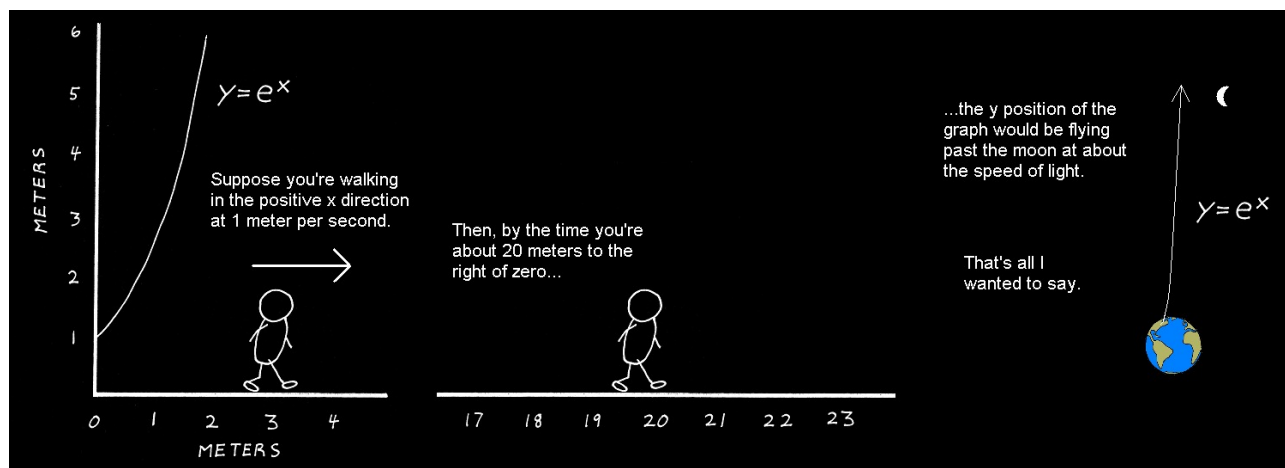 6
5
4
3
2
1
METERS
y=eˣ
Suppose you're walking
in the positive x direction
at 1 meter per second.
0 1 2 3 4
METERS
Then, by the time you're
about 20 meters to the
right of zero...
17 18 19 20 21 22 23
...the y position of the
graph would be flying
past the moon at about
the speed of light.
y=eˣ
That's all I
wanted to say.